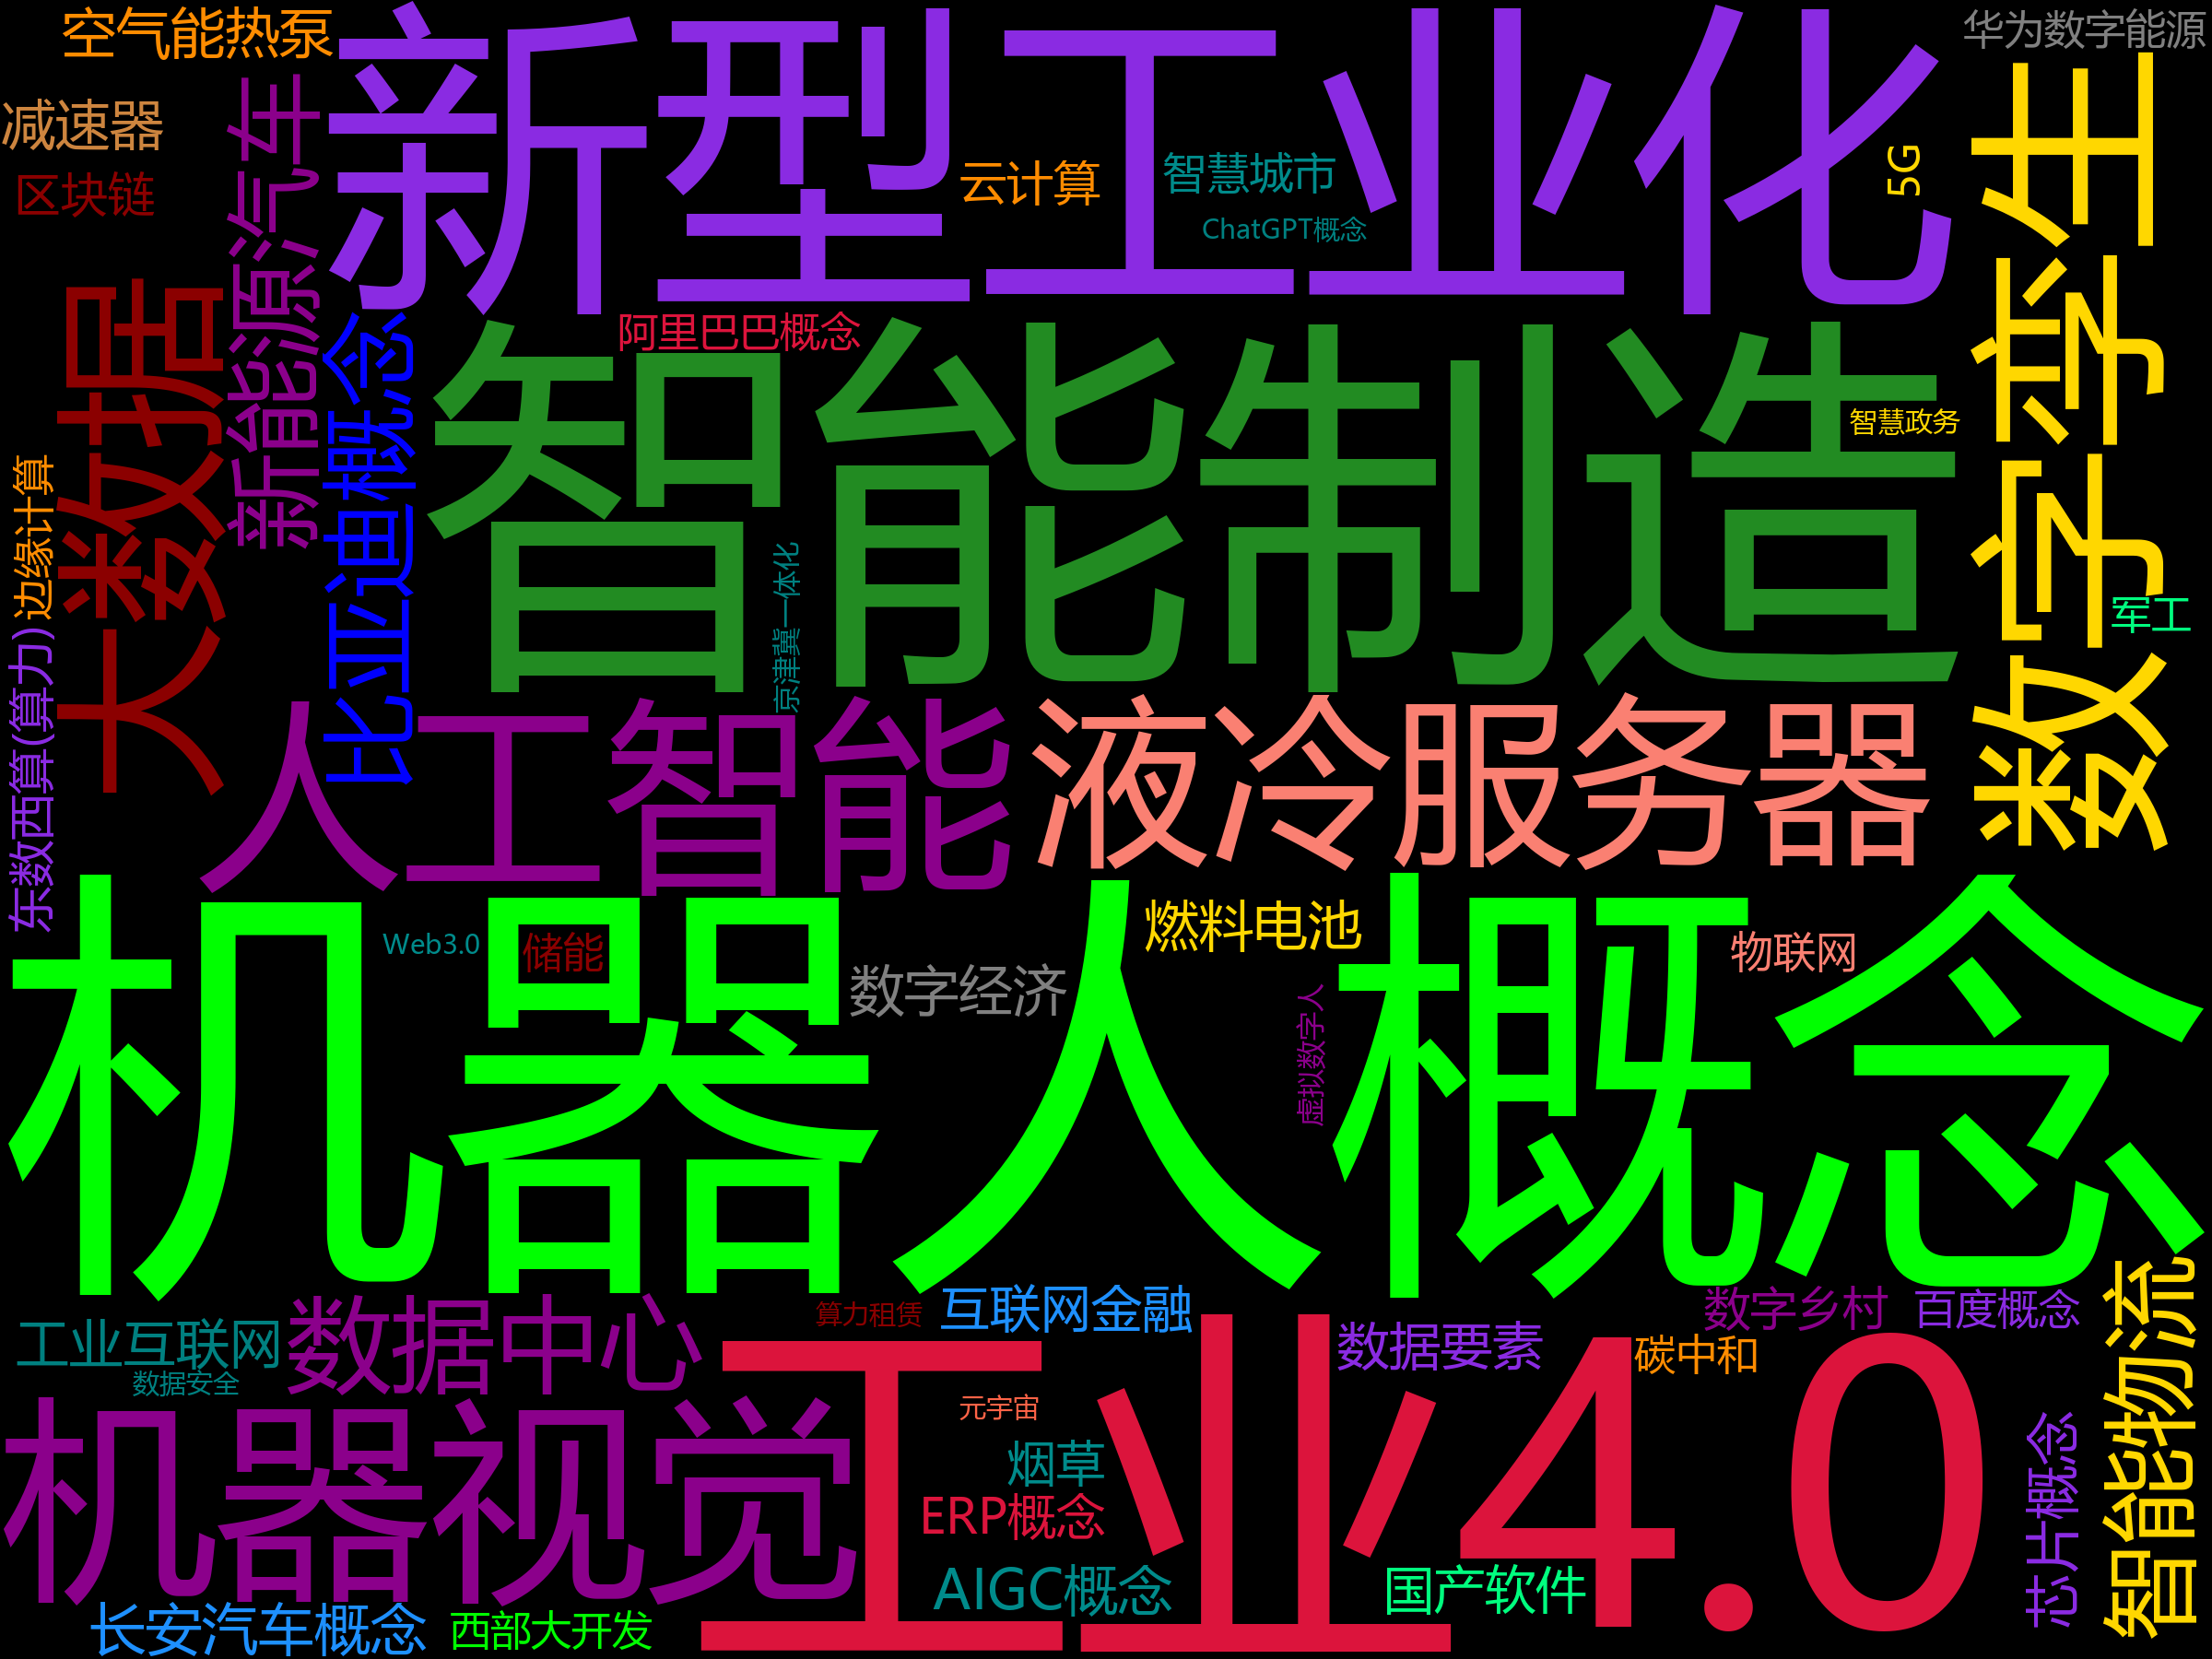 空气能热泵
华为数字能源
减速器
区块链
新型工业化
云计算
智慧城市
ChatGPT概念
5G
新能源汽车
大数据
比亚迪概念
阿里巴巴概念
智能制造
智慧政务
数字孪生
边缘计算
京津冀一体化
军工
东数西算(算力)
人工智能
液冷服务器
机器人概念
Web3.0
储能
数字经济
燃料电池
物联网
虚拟数字人
工业互联网
数据安全
数据中心
算力租赁
互联网金融
数据要素
碳中和
数字乡村
百度概念
智能物流
机器视觉
工业4.0
元宇宙
烟草
ERP概念
AIGC概念
国产软件
芯片概念
长安汽车概念
西部大开发